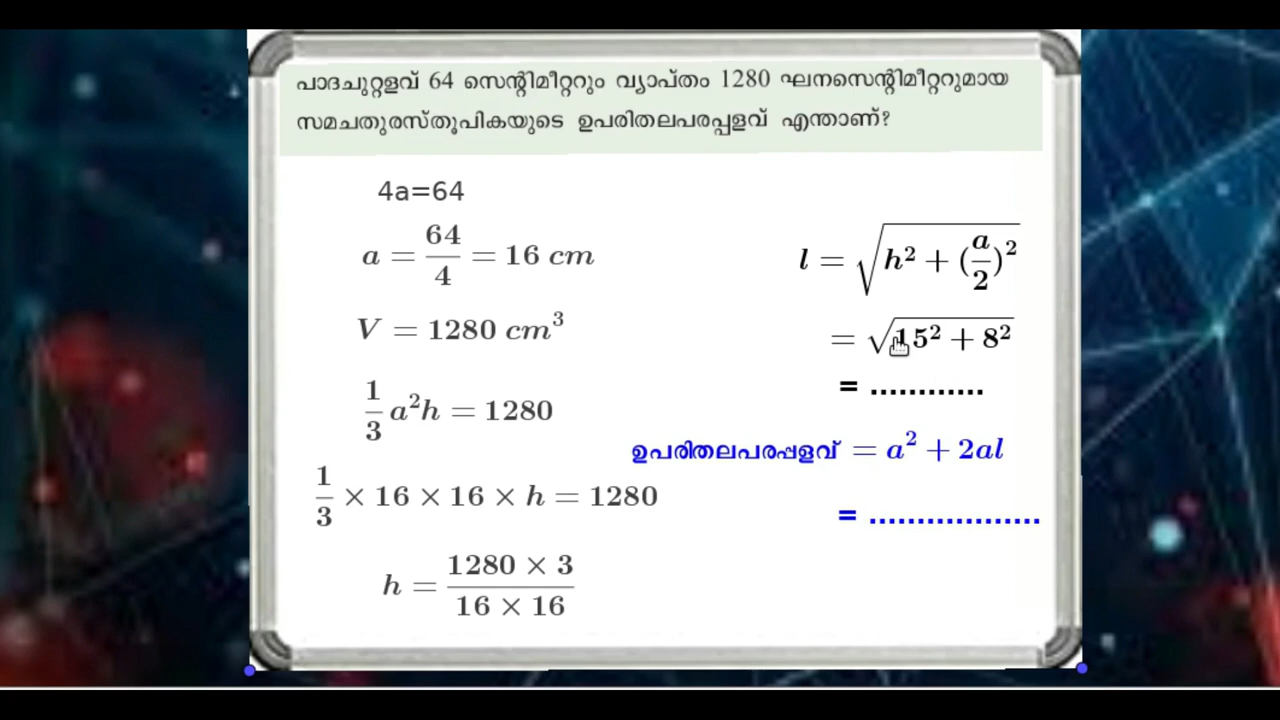 പാദചുറ്റളവ് 64 സെന്റിമീറ്ററും വ്യാപ്തം 1280 ഘനസെന്റിമീറ്ററുമായ
സമചതുരസ്തൂപികയുടെ ഉപരിതലപരപ്പളവ് എന്താണ്?
4a=64
a = 64/4 = 16 cm
V = 1280 cm³
1/3 a²h = 1280
1/3 × 16 × 16 × h = 1280
h = (1280 × 3)/(16 × 16)
l = √(h² + (a/2)²)
= √(15² + 8²)
= ............
ഉപരിതലപരപ്പളവ് = a² + 2al
= ..................